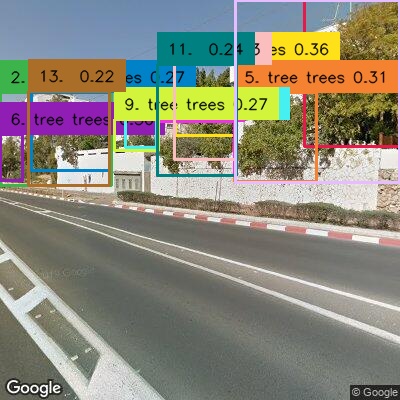 11.  0.24
es 0.36
13.  0.22
es 0.27
5. tree trees 0.31
2.
9. tree trees 0.27
6. tree trees
Google
© Google